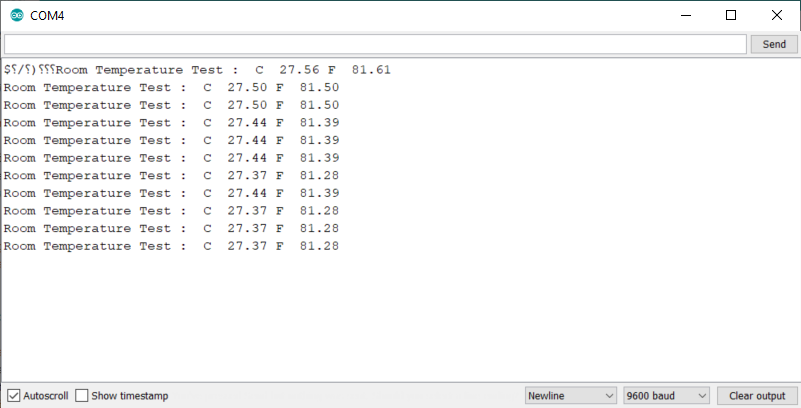 COM4
Send
$⸮/⸮)⸮⸮⸮Room Temperature Test :  C  27.56 F  81.61
Room Temperature Test :  C  27.50 F  81.50
Room Temperature Test :  C  27.50 F  81.50
Room Temperature Test :  C  27.44 F  81.39
Room Temperature Test :  C  27.44 F  81.39
Room Temperature Test :  C  27.44 F  81.39
Room Temperature Test :  C  27.37 F  81.28
Room Temperature Test :  C  27.44 F  81.39
Room Temperature Test :  C  27.37 F  81.28
Room Temperature Test :  C  27.37 F  81.28
Room Temperature Test :  C  27.37 F  81.28
Autoscroll Show timestamp Newline 9600 baud Clear output